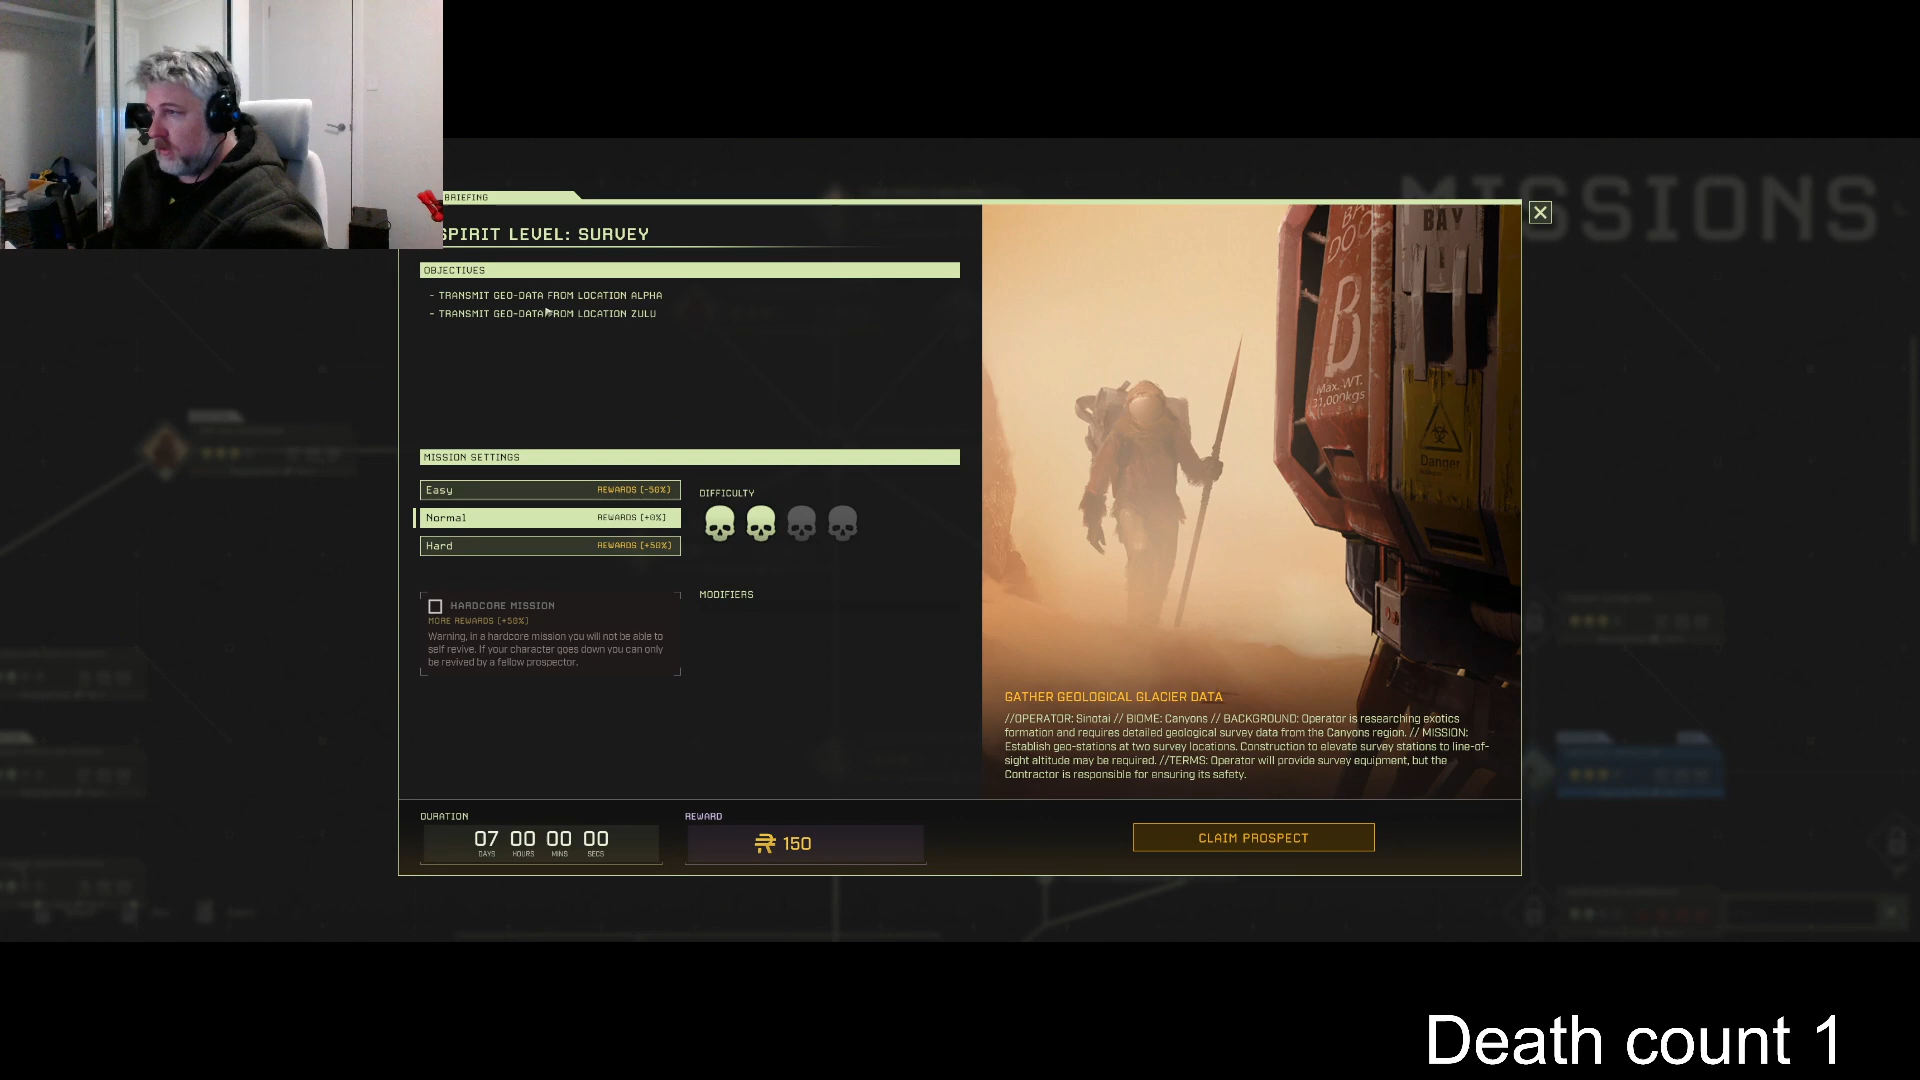 MISSIONS
BRIEFING
SPIRIT LEVEL: SURVEY
OBJECTIVES
- TRANSMIT GEO-DATA FROM LOCATION ALPHA
- TRANSMIT GEO-DATA FROM LOCATION ZULU
MISSION SETTINGS
Easy REWARDS [-50%]
Normal REWARDS [+0%]
Hard REWARDS [+50%]
DIFFICULTY
HARDCORE MISSION
MORE REWARDS [+50%]
Warning, in a hardcore mission you will not be able to
self revive. If your character goes down you can only
be revived by a fellow prospector.
MODIFIERS
BAY
B
Max. WT.
31,000kgs
Danger
GATHER GEOLOGICAL GLACIER DATA
//OPERATOR: Sinotai // BIOME: Canyons // BACKGROUND: Operator is researching exotics
formation and requires detailed geological survey data from the Canyons region. // MISSION:
Establish geo-stations at two survey locations. Construction to elevate survey stations to line-of-
sight altitude may be required. //TERMS: Operator will provide survey equipment, but the
Contractor is responsible for ensuring its safety.
DURATION
07 00 00 00
DAYS HOURS MINS SECS
REWARD
150
CLAIM PROSPECT
Death count 1